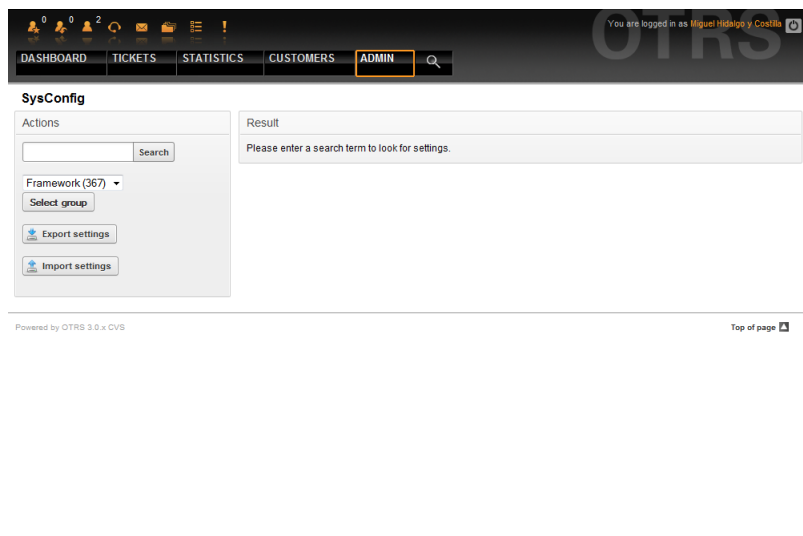 0 0 2
You are logged in as Miguel Hidalgo y Costilla
OTRS
DASHBOARD TICKETS STATISTICS CUSTOMERS ADMIN
SysConfig
Actions
Search
Framework (367)
Select group
Export settings
Import settings
Result
Please enter a search term to look for settings.
Powered by OTRS 3.0.x CVS
Top of page